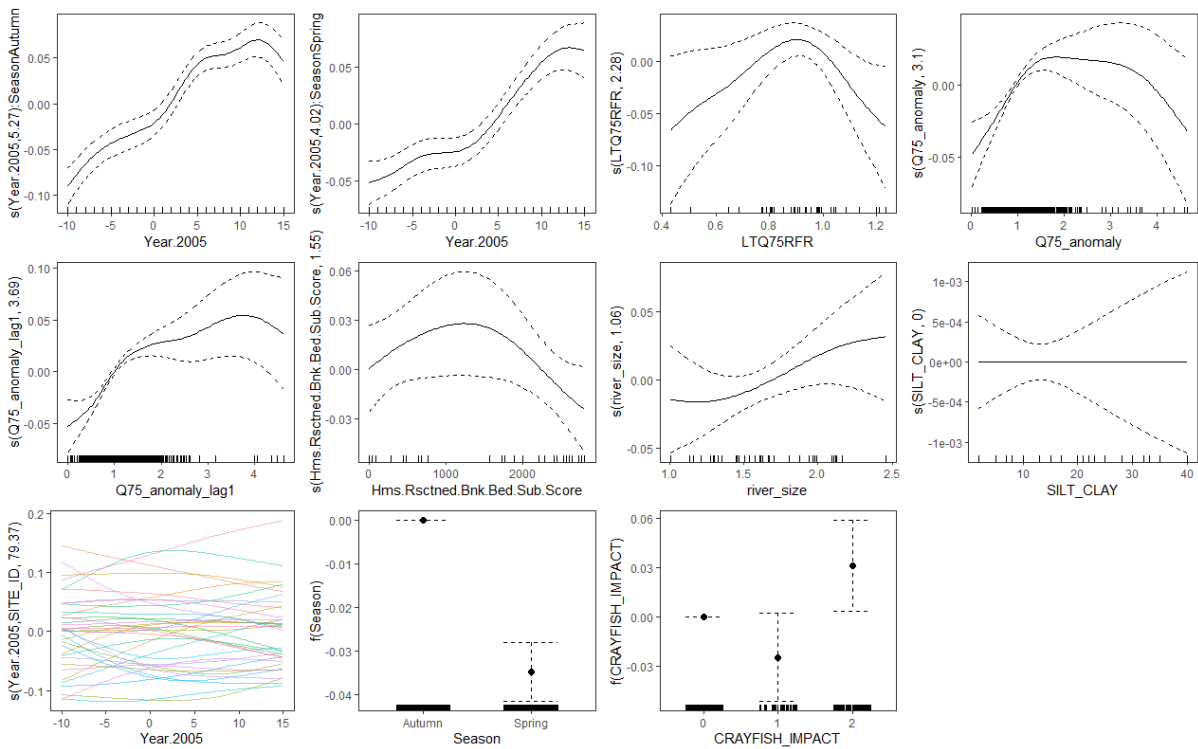 s(Year.2005,5.27):SeasonAutumn
0.05
0.00
-0.05
-0.10
-10 -5 0 5 10 15
Year.2005
s(Year.2005,4.02):SeasonSpring
0.05
0.00
-0.05
-10 -5 0 5 10 15
Year.2005
s(LTQ75RFR, 2.28)
0.00
-0.05
-0.10
0.4 0.6 0.8 1.0 1.2
LTQ75RFR
s(Q75_anomaly, 3.1)
0.00
-0.05
0 1 2 3 4
Q75_anomaly
s(Q75_anomaly_lag1, 3.69)
0.10
0.05
0.00
-0.05
0 1 2 3 4
Q75_anomaly_lag1
s(Hms.Rsctned.Bnk.Bed.Sub.Score, 1.55)
0.06
0.03
0.00
-0.03
0 1000 2000
Hms.Rsctned.Bnk.Bed.Sub.Score
s(river_size, 1.06)
0.05
0.00
-0.05
1.0 1.5 2.0 2.5
river_size
s(SILT_CLAY, 0)
1e-03
5e-04
0e+00
-5e-04
-1e-03
10 20 30 40
SILT_CLAY
s(Year.2005,SITE_ID, 79.37)
0.2
0.1
0.0
-0.1
-10 -5 0 5 10 15
Year.2005
f(Season)
0.00
-0.01
-0.02
-0.03
-0.04
Autumn Spring
Season
f(CRAYFISH_IMPACT)
0.06
0.03
0.00
-0.03
0 1 2
CRAYFISH_IMPACT